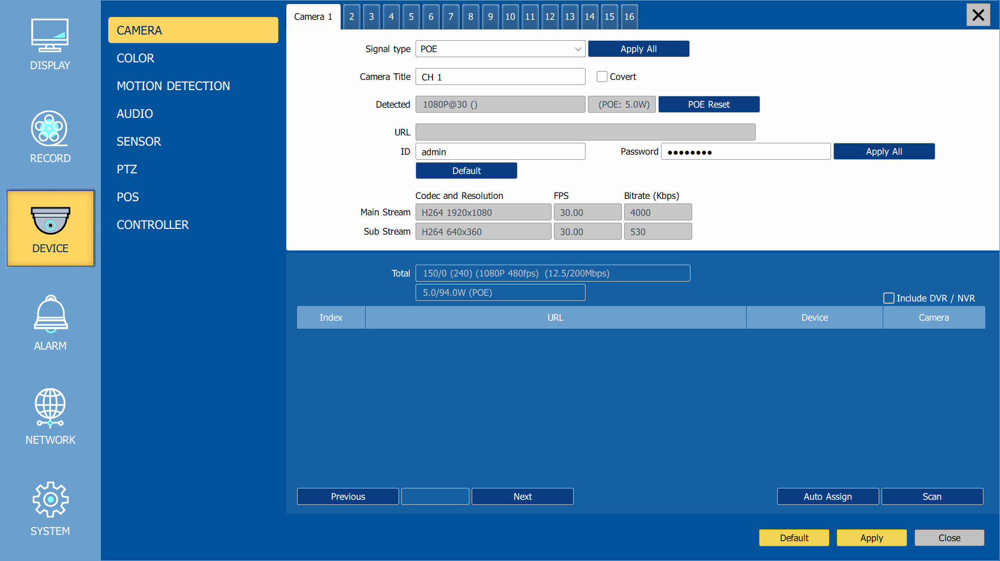 DISPLAY
RECORD
DEVICE
ALARM
NETWORK
SYSTEM
CAMERA
COLOR
MOTION DETECTION
AUDIO
SENSOR
PTZ
POS
CONTROLLER
Camera 1 2 3 4 5 6 7 8 9 10 11 12 13 14 15 16
Signal type POE Apply All
Camera Title CH 1 Covert
Detected 1080P@30 () (POE: 5.0W) POE Reset
URL
ID admin Password ●●●●●●●● Apply All
Default
Codec and Resolution FPS Bitrate (Kbps)
Main Stream H264 1920x1080 30.00 4000
Sub Stream H264 640x360 30.00 530
Total 150/0 (240) (1080P 480fps) (12.5/200Mbps)
5.0/94.0W (POE)
Include DVR / NVR
Index URL Device Camera
Previous Next Auto Assign Scan
Default Apply Close